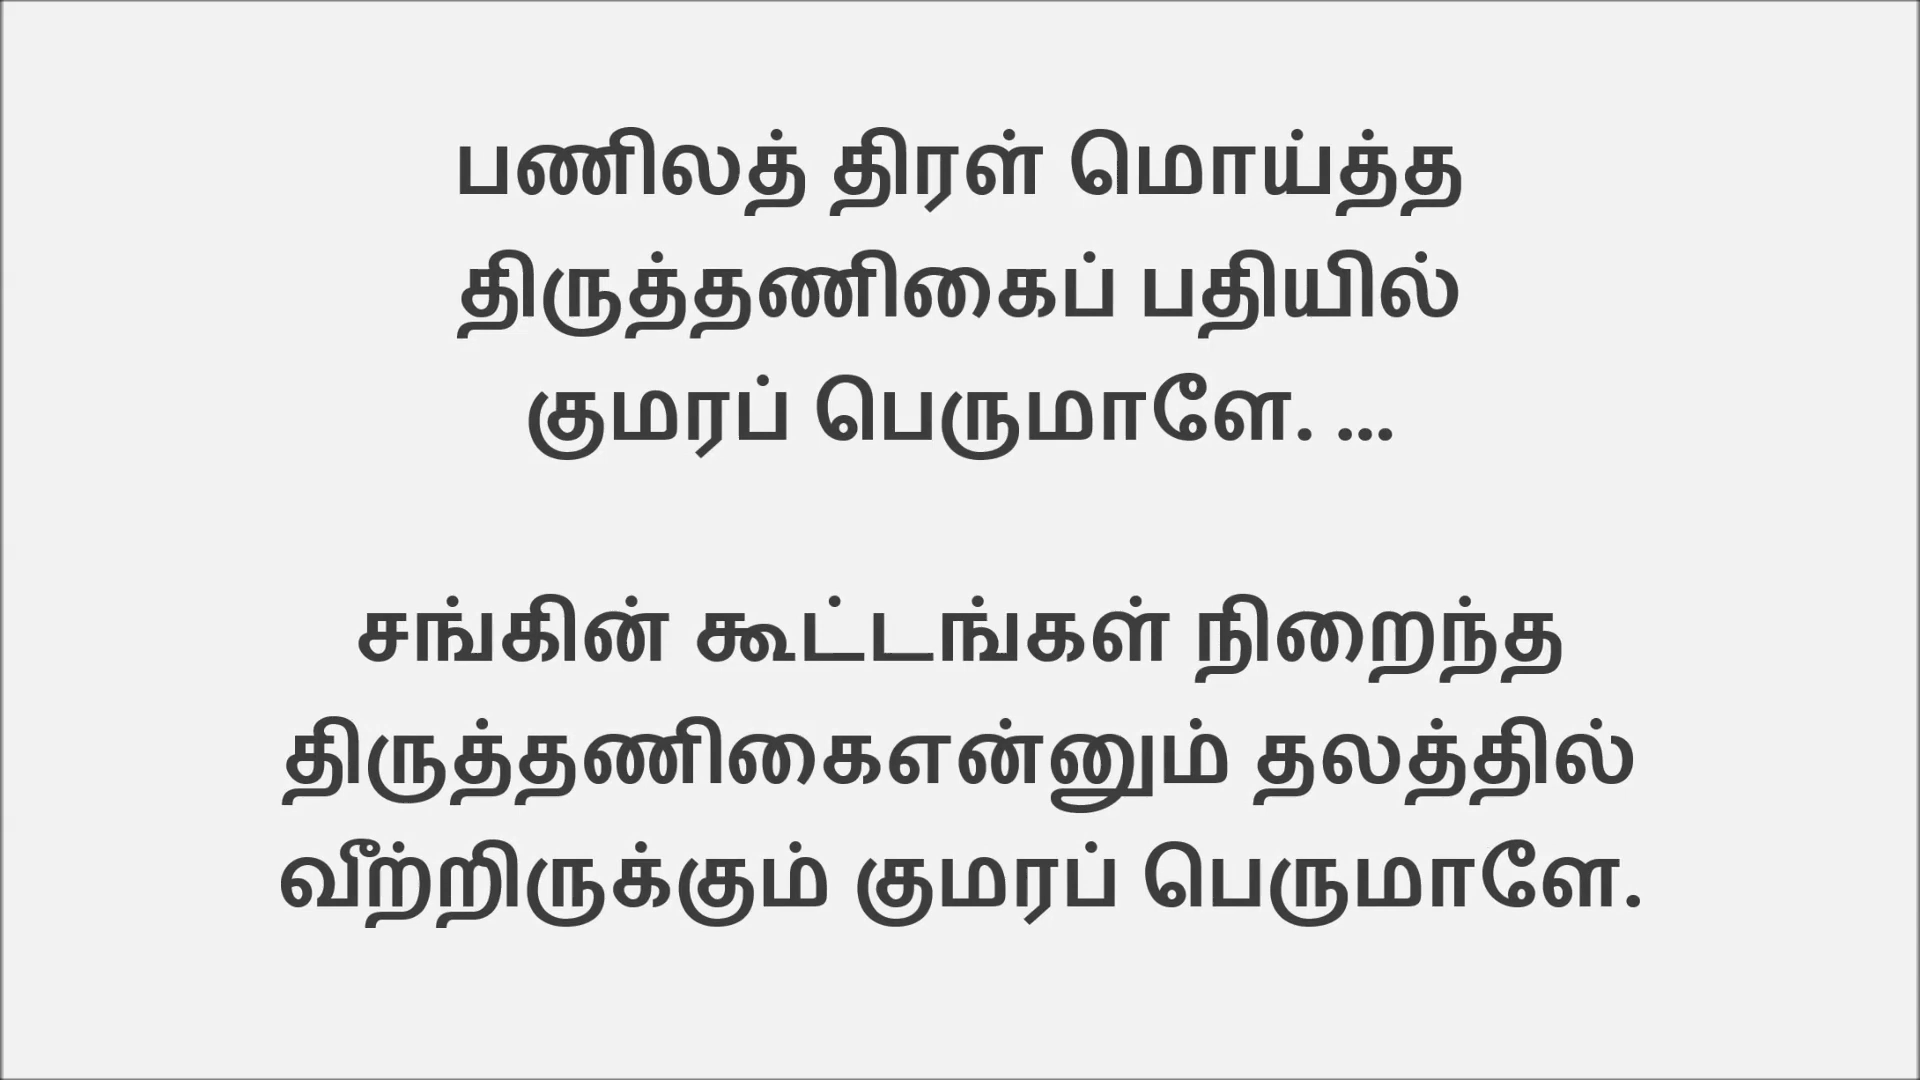 பணிலத் திரள் மொய்த்த
திருத்தணிகைப் பதியில்
குமரப் பெருமாளே. ...
சங்கின் கூட்டங்கள் நிறைந்த
திருத்தணிகைஎன்னும் தலத்தில்
வீற்றிருக்கும் குமரப் பெருமாளே.